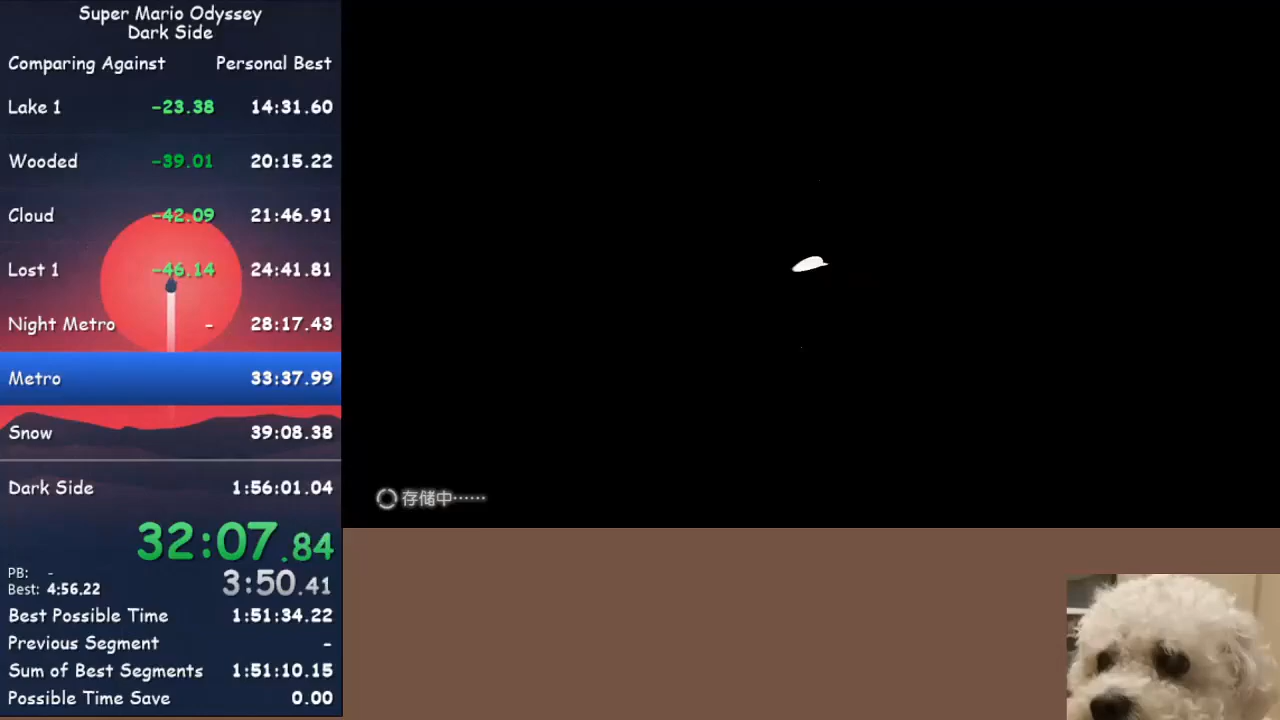 Super Mario Odyssey
Dark Side
Comparing Against Personal Best
Lake 1 -23.38 14:31.60
Wooded -39.01 20:15.22
Cloud -42.09 21:46.91
Lost 1 -46.14 24:41.81
Night Metro - 28:17.43
Metro 33:37.99
Snow 39:08.38
Dark Side 1:56:01.04
32:07.84
PB: -
Best: 4:56.22 3:50.41
Best Possible Time 1:51:34.22
Previous Segment -
Sum of Best Segments 1:51:10.15
Possible Time Save 0.00
存储中……